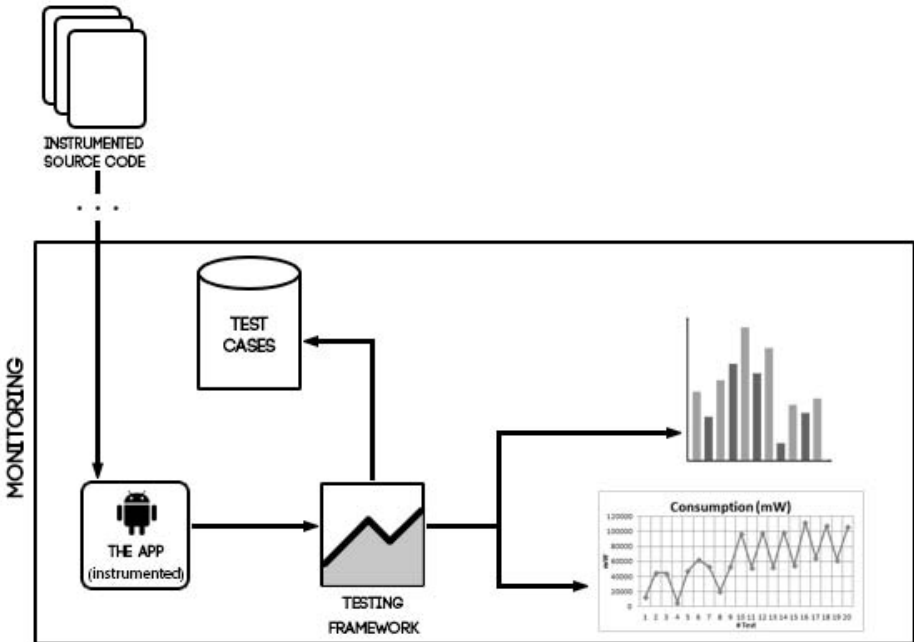 INSTRUMENTED
SOURCE CODE
. . .
MONITORING
TEST
CASES
THE APP
(instrumented)
TESTING
FRAMEWORK
Consumption (mW)
120000
100000
80000
60000
40000
20000
0
mW
1 2 3 4 5 6 7 8 9 10 11 12 13 14 15 16 17 18 19 20
#Test